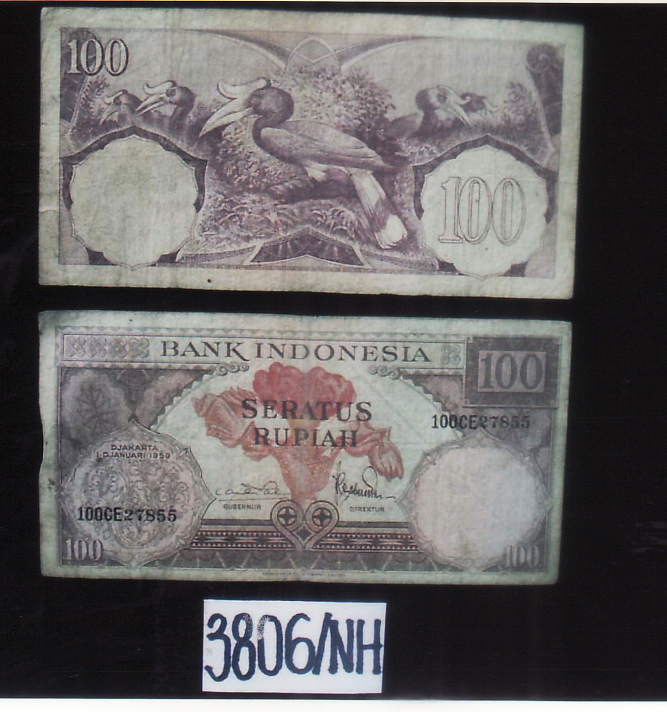 100
100
BANK INDONESIA
100
SERATUS
RUPIAH
100CE27855
DJAKARTA
1 DJANUARI 1959
100CE27855
GUBERNUR
DIREKTUR
100
100
3806/NH